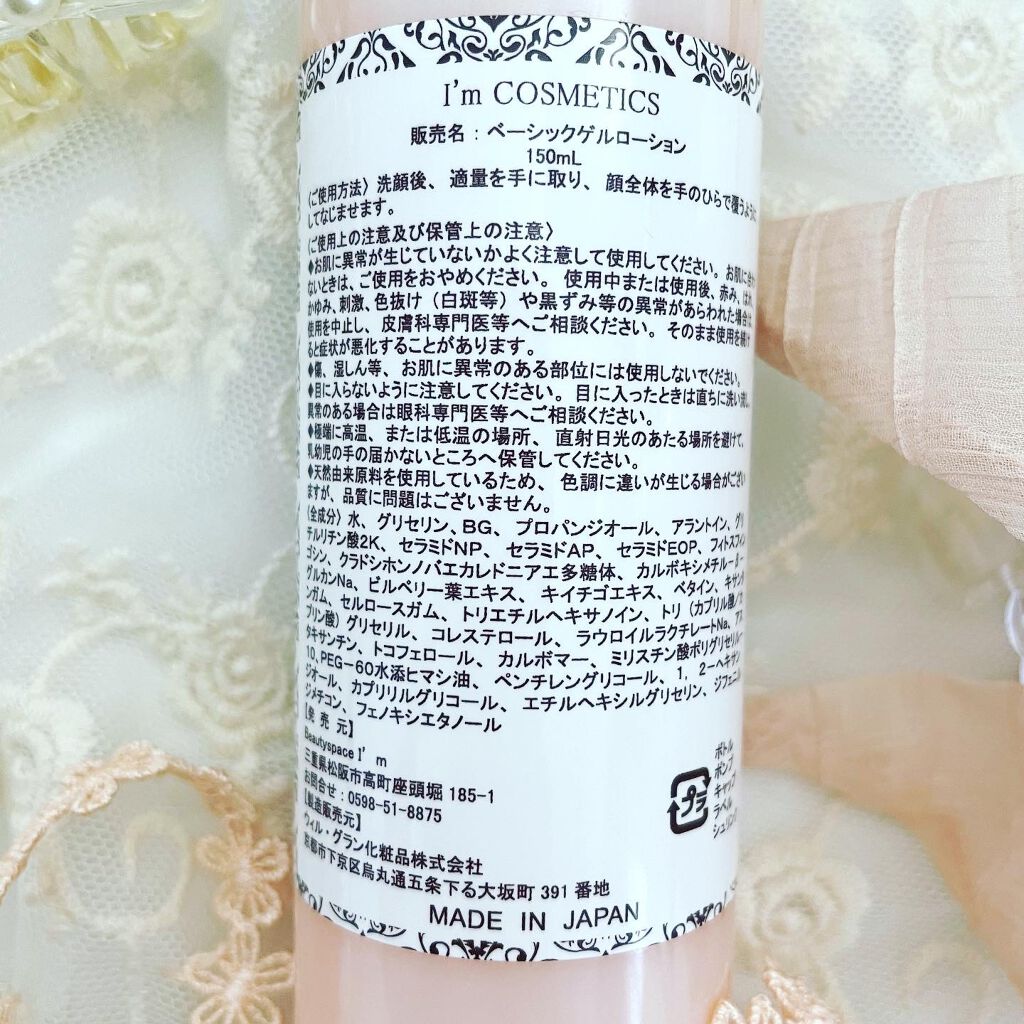 I'm COSMETICS
販売名：ベーシックゲルローション
150mL
〈ご使用方法〉洗顔後、適量を手に取り、顔全体を手のひらで覆うように
してなじませます。
〈ご使用上の注意及び保管上の注意〉
◆お肌に異常が生じていないかよく注意して使用してください。お肌に合わ
ないときは、ご使用をおやめください。使用中または使用後、赤み、はれ、
かゆみ、刺激、色抜け（白斑等）や黒ずみ等の異常があらわれた場合は、
使用を中止し、皮膚科専門医等へご相談ください。そのまま使用を続け
ると症状が悪化することがあります。
◆傷、湿しん等、お肌に異常のある部位には使用しないでください。
◆目に入らないように注意してください。目に入ったときは直ちに洗い流し、
異常のある場合は眼科専門医等へご相談ください。
◆極端に高温、または低温の場所、直射日光のあたる場所を避けて、
乳幼児の手の届かないところへ保管してください。
◆天然由来原料を使用しているため、色調に違いが生じる場合がござい
ますが、品質に問題はございません。
〈全成分〉水、グリセリン、BG、プロパンジオール、アラントイン、グリ
チルリチン酸2K、セラミドNP、セラミドAP、セラミドEOP、フィトスフィン
ゴシン、クラドシホンノバエカレドニアエ多糖体、カルボキシメチル－β－
グルカンNa、ビルベリー葉エキス、キイチゴエキス、ベタイン、キサンタ
ンガム、セルロースガム、トリエチルヘキサノイン、トリ（カプリル酸/カ
プリン酸）グリセリル、コレステロール、ラウロイルラクチレートNa、アス
タキサンチン、トコフェロール、カルボマー、ミリスチン酸ポリグリセリル－
10、PEG－60水添ヒマシ油、ペンチレングリコール、1，2－ヘキサン
ジオール、カプリリルグリコール、エチルヘキシルグリセリン、ジフェニル
ジメチコン、フェノキシエタノール
【発売元】
Beautyspace I'm
三重県松阪市高町座頭堀 185-1
お問合せ：0598-51-8875
【製造販売元】
ウィル・グラン化粧品株式会社
京都市下京区烏丸通五条下る大坂町 391 番地
MADE IN JAPAN
プラ
ボトル
ポンプ
キャップ
ラベル